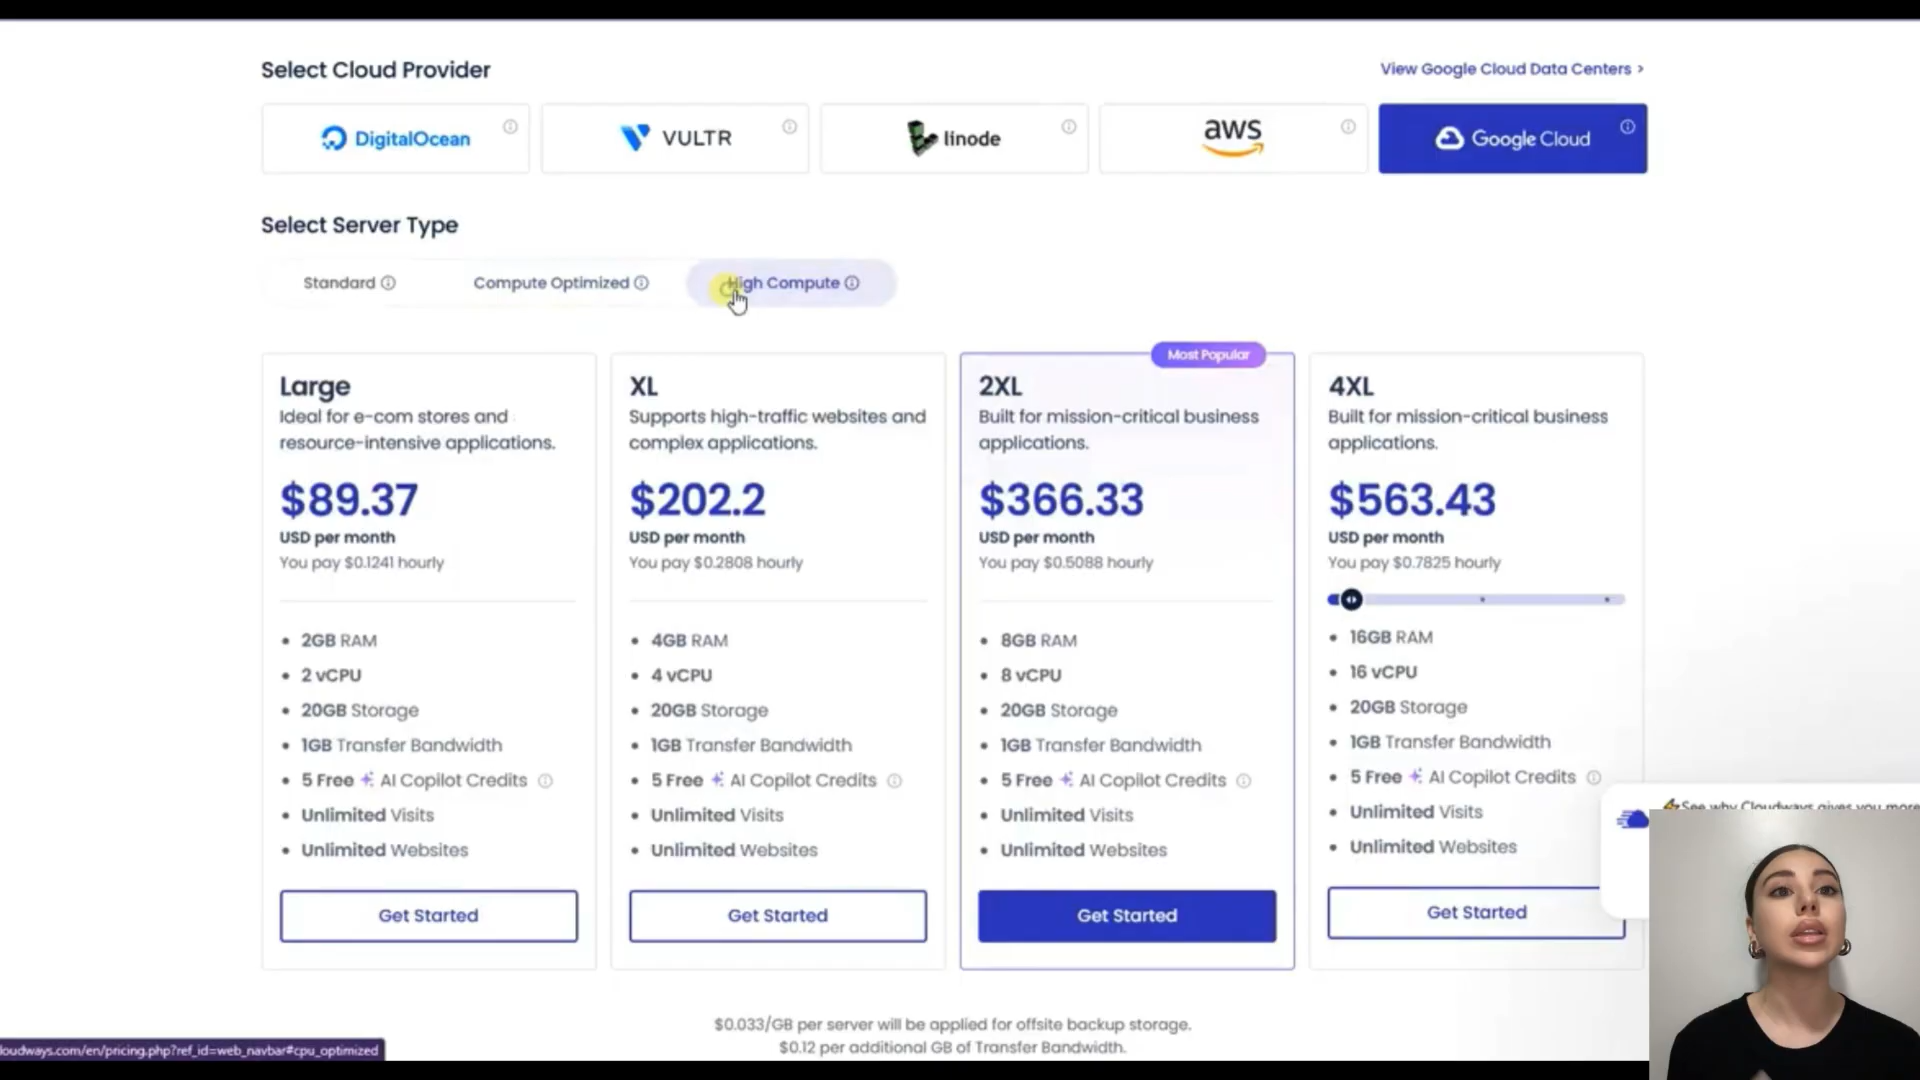 Select Cloud Provider
View Google Cloud Data Centers >
DigitalOcean
VULTR
linode
aws
Google Cloud
Select Server Type
Standard
Compute Optimized
High Compute
Most Popular
Large
Ideal for e-com stores and
resource-intensive applications.
$89.37
USD per month
You pay $0.1241 hourly
2GB RAM
2 vCPU
20GB Storage
1GB Transfer Bandwidth
5 Free AI Copilot Credits
Unlimited Visits
Unlimited Websites
Get Started
XL
Supports high-traffic websites and
complex applications.
$202.2
USD per month
You pay $0.2808 hourly
4GB RAM
4 vCPU
20GB Storage
1GB Transfer Bandwidth
5 Free AI Copilot Credits
Unlimited Visits
Unlimited Websites
Get Started
2XL
Built for mission-critical business
applications.
$366.33
USD per month
You pay $0.5088 hourly
8GB RAM
8 vCPU
20GB Storage
1GB Transfer Bandwidth
5 Free AI Copilot Credits
Unlimited Visits
Unlimited Websites
Get Started
4XL
Built for mission-critical business
applications.
$563.43
USD per month
You pay $0.7825 hourly
16GB RAM
16 vCPU
20GB Storage
1GB Transfer Bandwidth
5 Free AI Copilot Credits
Unlimited Visits
Unlimited Websites
Get Started
See why Cloudways gives you more
$0.033/GB per server will be applied for offsite backup storage.
$0.12 per additional GB of Transfer Bandwidth.
loudways.com/en/pricing.php?ref_id=web_navbar#cpu_optimized